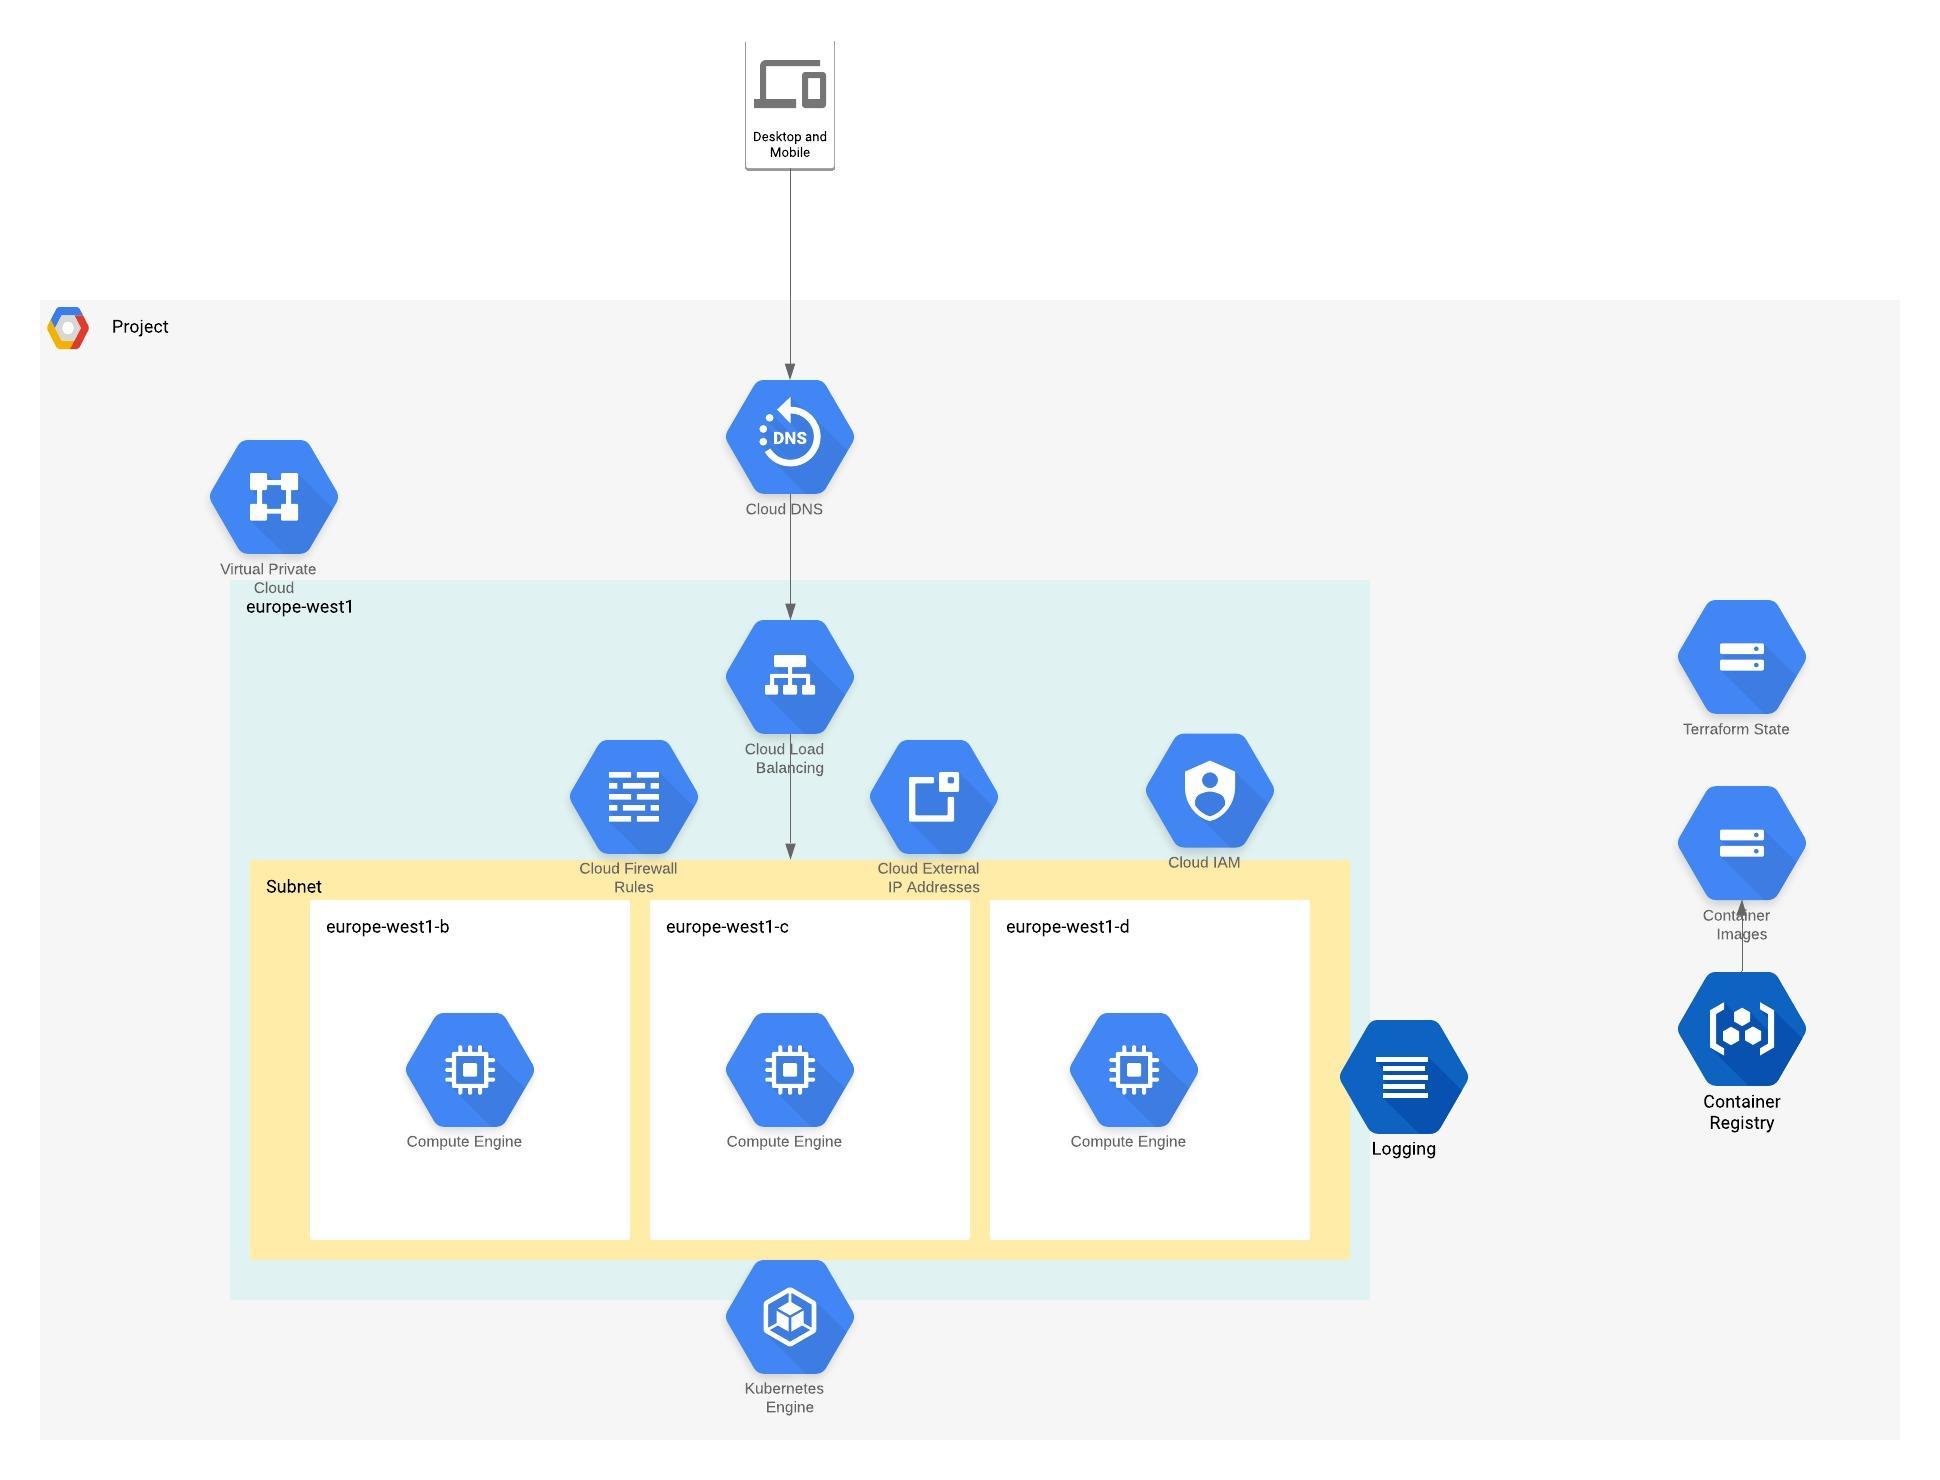 Desktop and
Mobile
Project
DNS
Cloud DNS
Virtual Private
Cloud
europe-west1
Cloud Load
Balancing
Terraform State
Cloud Firewall
Rules
Cloud External
IP Addresses
Cloud IAM
Subnet
europe-west1-b
europe-west1-c
europe-west1-d
Container
Images
Compute Engine
Compute Engine
Compute Engine
Logging
Container
Registry
Kubernetes
Engine